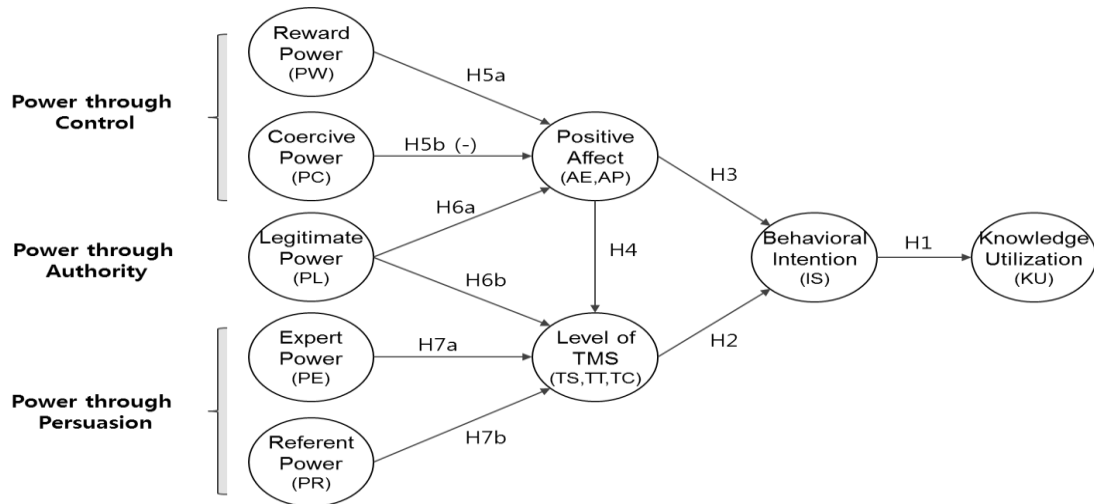 Power through
Control
Power through
Authority
Power through
Persuasion
Reward
Power
(PW)
Coercive
Power
(PC)
Legitimate
Power
(PL)
Expert
Power
(PE)
Referent
Power
(PR)
H5a
H5b (-)
H6a
H6b
H7a
H7b
Positive
Affect
(AE,AP)
H4
Level of
TMS
(TS,TT,TC)
H3
H2
Behavioral
Intention
(IS)
H1
Knowledge
Utilization
(KU)